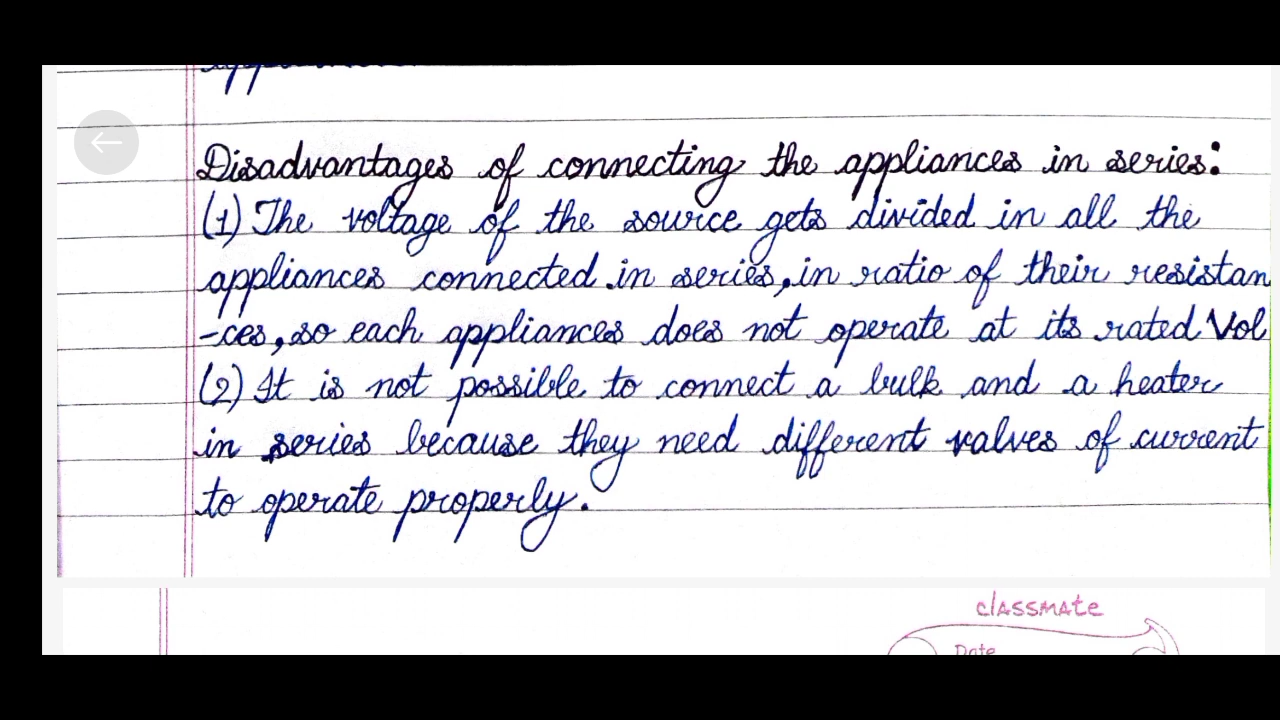 Disadvantages of connecting the appliances in series:
(1) The voltage of the source gets divided in all the
appliances connected in series, in ratio of their resistan
-ces, so each appliances does not operate at its rated Vol
(2) It is not possible to connect a bulk and a heater
in series because they need different valves of current
to operate properly.
classmate
Date